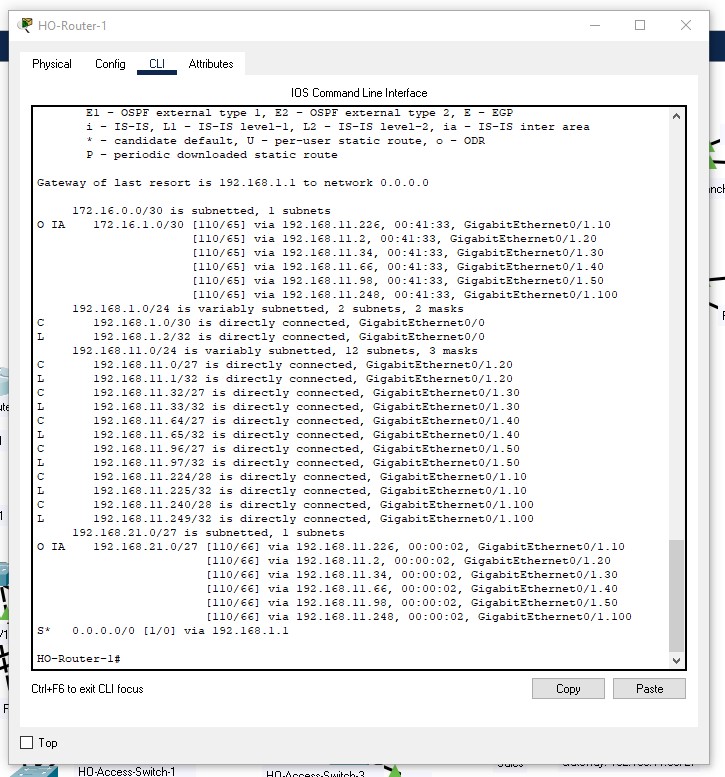 HO-Router-1
Physical Config CLI Attributes
IOS Command Line Interface
E1 - OSPF external type 1, E2 - OSPF external type 2, E - EGP
i - IS-IS, L1 - IS-IS level-1, L2 - IS-IS level-2, ia - IS-IS inter area
* - candidate default, U - per-user static route, o - ODR
P - periodic downloaded static route
Gateway of last resort is 192.168.1.1 to network 0.0.0.0
172.16.0.0/30 is subnetted, 1 subnets
O IA 172.16.1.0/30 [110/65] via 192.168.11.226, 00:41:33, GigabitEthernet0/1.10
[110/65] via 192.168.11.2, 00:41:33, GigabitEthernet0/1.20
[110/65] via 192.168.11.34, 00:41:33, GigabitEthernet0/1.30
[110/65] via 192.168.11.66, 00:41:33, GigabitEthernet0/1.40
[110/65] via 192.168.11.98, 00:41:33, GigabitEthernet0/1.50
[110/65] via 192.168.11.248, 00:41:33, GigabitEthernet0/1.100
192.168.1.0/24 is variably subnetted, 2 subnets, 2 masks
C 192.168.1.0/30 is directly connected, GigabitEthernet0/0
L 192.168.1.2/32 is directly connected, GigabitEthernet0/0
192.168.11.0/24 is variably subnetted, 12 subnets, 3 masks
C 192.168.11.0/27 is directly connected, GigabitEthernet0/1.20
L 192.168.11.1/32 is directly connected, GigabitEthernet0/1.20
C 192.168.11.32/27 is directly connected, GigabitEthernet0/1.30
L 192.168.11.33/32 is directly connected, GigabitEthernet0/1.30
C 192.168.11.64/27 is directly connected, GigabitEthernet0/1.40
L 192.168.11.65/32 is directly connected, GigabitEthernet0/1.40
C 192.168.11.96/27 is directly connected, GigabitEthernet0/1.50
L 192.168.11.97/32 is directly connected, GigabitEthernet0/1.50
C 192.168.11.224/28 is directly connected, GigabitEthernet0/1.10
L 192.168.11.225/32 is directly connected, GigabitEthernet0/1.10
C 192.168.11.240/28 is directly connected, GigabitEthernet0/1.100
L 192.168.11.249/32 is directly connected, GigabitEthernet0/1.100
192.168.21.0/27 is subnetted, 1 subnets
O IA 192.168.21.0/27 [110/66] via 192.168.11.226, 00:00:02, GigabitEthernet0/1.10
[110/66] via 192.168.11.2, 00:00:02, GigabitEthernet0/1.20
[110/66] via 192.168.11.34, 00:00:02, GigabitEthernet0/1.30
[110/66] via 192.168.11.66, 00:00:02, GigabitEthernet0/1.40
[110/66] via 192.168.11.98, 00:00:02, GigabitEthernet0/1.50
[110/66] via 192.168.11.248, 00:00:02, GigabitEthernet0/1.100
S* 0.0.0.0/0 [1/0] via 192.168.1.1
HO-Router-1#
Ctrl+F6 to exit CLI focus
Copy Paste
Top
HO-Access-Switch-1
HO-Access-Switch-3